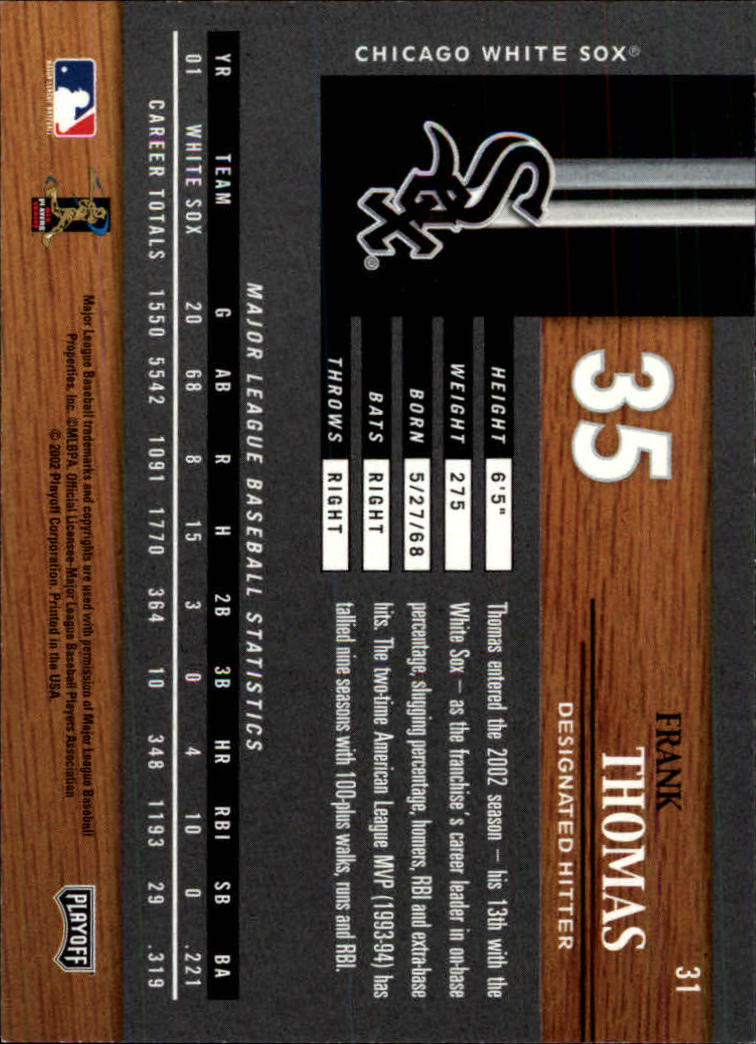 31
FRANK
THOMAS
DESIGNATED HITTER
35
CHICAGO WHITE SOX®
Sox®
HEIGHT 6'5"
WEIGHT 275
BORN 5/27/68
BATS RIGHT
THROWS RIGHT
Thomas entered the 2002 season – his 13th with the
White Sox – as the franchise's career leader in on-base
percentage, slugging percentage, homers, RBI and extra-base
hits. The two-time American League MVP (1993-94) has
tallied nine seasons with 100-plus walks, runs and RBI.
MAJOR LEAGUE BASEBALL STATISTICS
YR TEAM G AB R H 2B 3B HR RBI SB BA
01 WHITE SOX 20 68 8 15 3 0 4 10 0 .221
CAREER TOTALS 1550 5542 1091 1770 364 10 348 1193 29 .319
MAJOR LEAGUE BASEBALL
PLAYERS
Major League Baseball trademarks and copyrights are used with permission of Major League Baseball
Properties, Inc. ©MLBPA Official Licensee-Major League Baseball Players Association
© 2002 Playoff Corporation. Printed in the USA
PLAYOFF